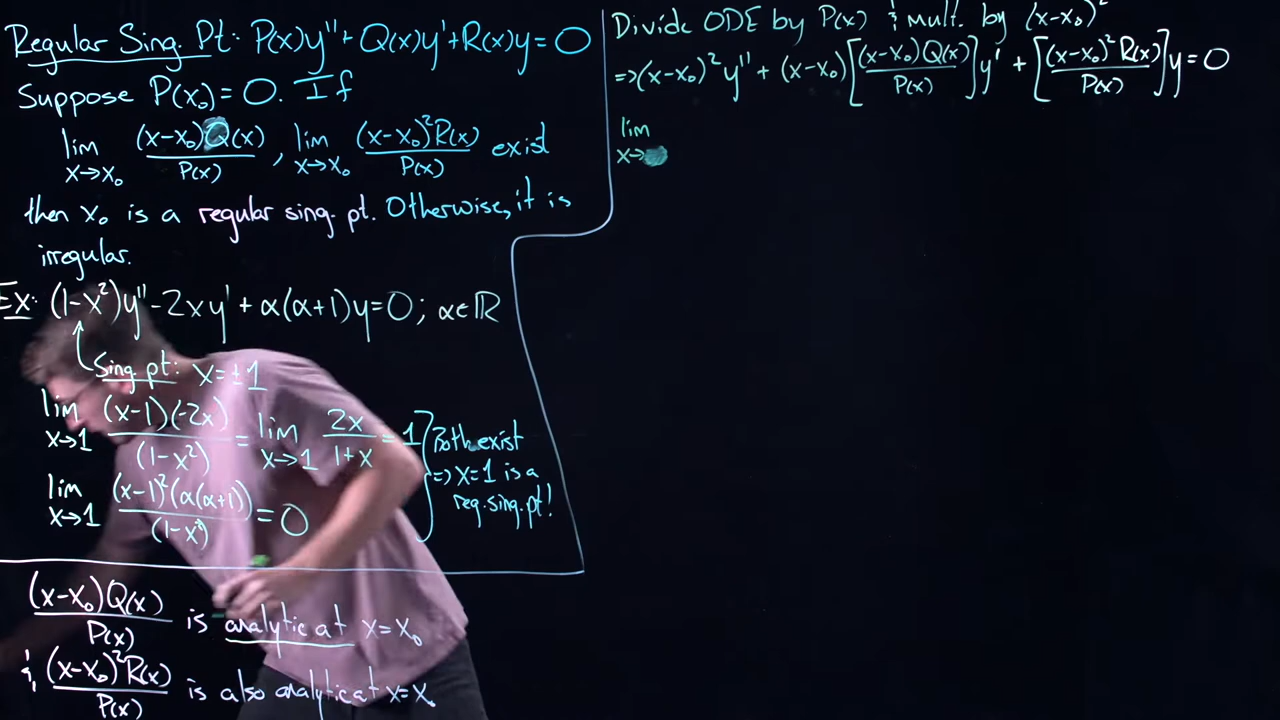 Regular Sing. Pt: P(x)y'' + Q(x)y' + R(x)y = 0
Suppose P(x₀) = 0. If
lim x→x₀ (x-x₀)Q(x)/P(x), lim x→x₀ (x-x₀)²R(x)/P(x) exist
then x₀ is a regular sing. pt. Otherwise, it is
irregular.
Ex: (1-x²)y'' - 2xy' + α(α+1)y = 0; α∈ℝ
Sing. pt: x = ±1
lim x→1 (x-1)(-2x)/(1-x²) = lim x→1 2x/(1+x) = 1
lim x→1 (x-1)²(α(α+1))/(1-x²) = 0
Both exist
=> x=1 is a
reg. sing. pt!
(x-x₀)Q(x)/P(x) is analytic at x=x₀
& (x-x₀)²R(x)/P(x) is also analytic at x=x₀
Divide ODE by P(x) & mult. by (x-x₀)²
=> (x-x₀)²y'' + (x-x₀)[(x-x₀)Q(x)/P(x)]y' + [(x-x₀)²R(x)/P(x)]y = 0
lim
x→